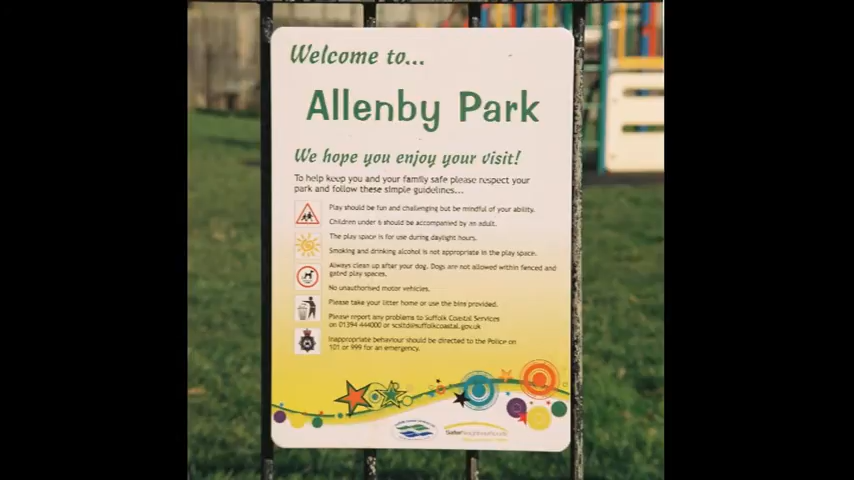 Welcome to...
Allenby Park
We hope you enjoy your visit!
To help keep you and your family safe please respect your
park and follow these simple guidelines...
Play should be fun and challenging but be mindful of your ability.
Children under 6 should be accompanied by an adult.
The play space is for use during daylight hours.
Smoking and drinking alcohol is not appropriate in the play space.
Always clean up after your dog. Dogs are not allowed within fenced and
gated play spaces.
No unauthorised motor vehicles.
Please take your litter home or use the bins provided.
Please report any problems to Suffolk Coastal Services
on 01394 444000 or scsltd@suffolkcoastal.gov.uk
Inappropriate behaviour should be directed to the Police on
101 or 999 for an emergency.